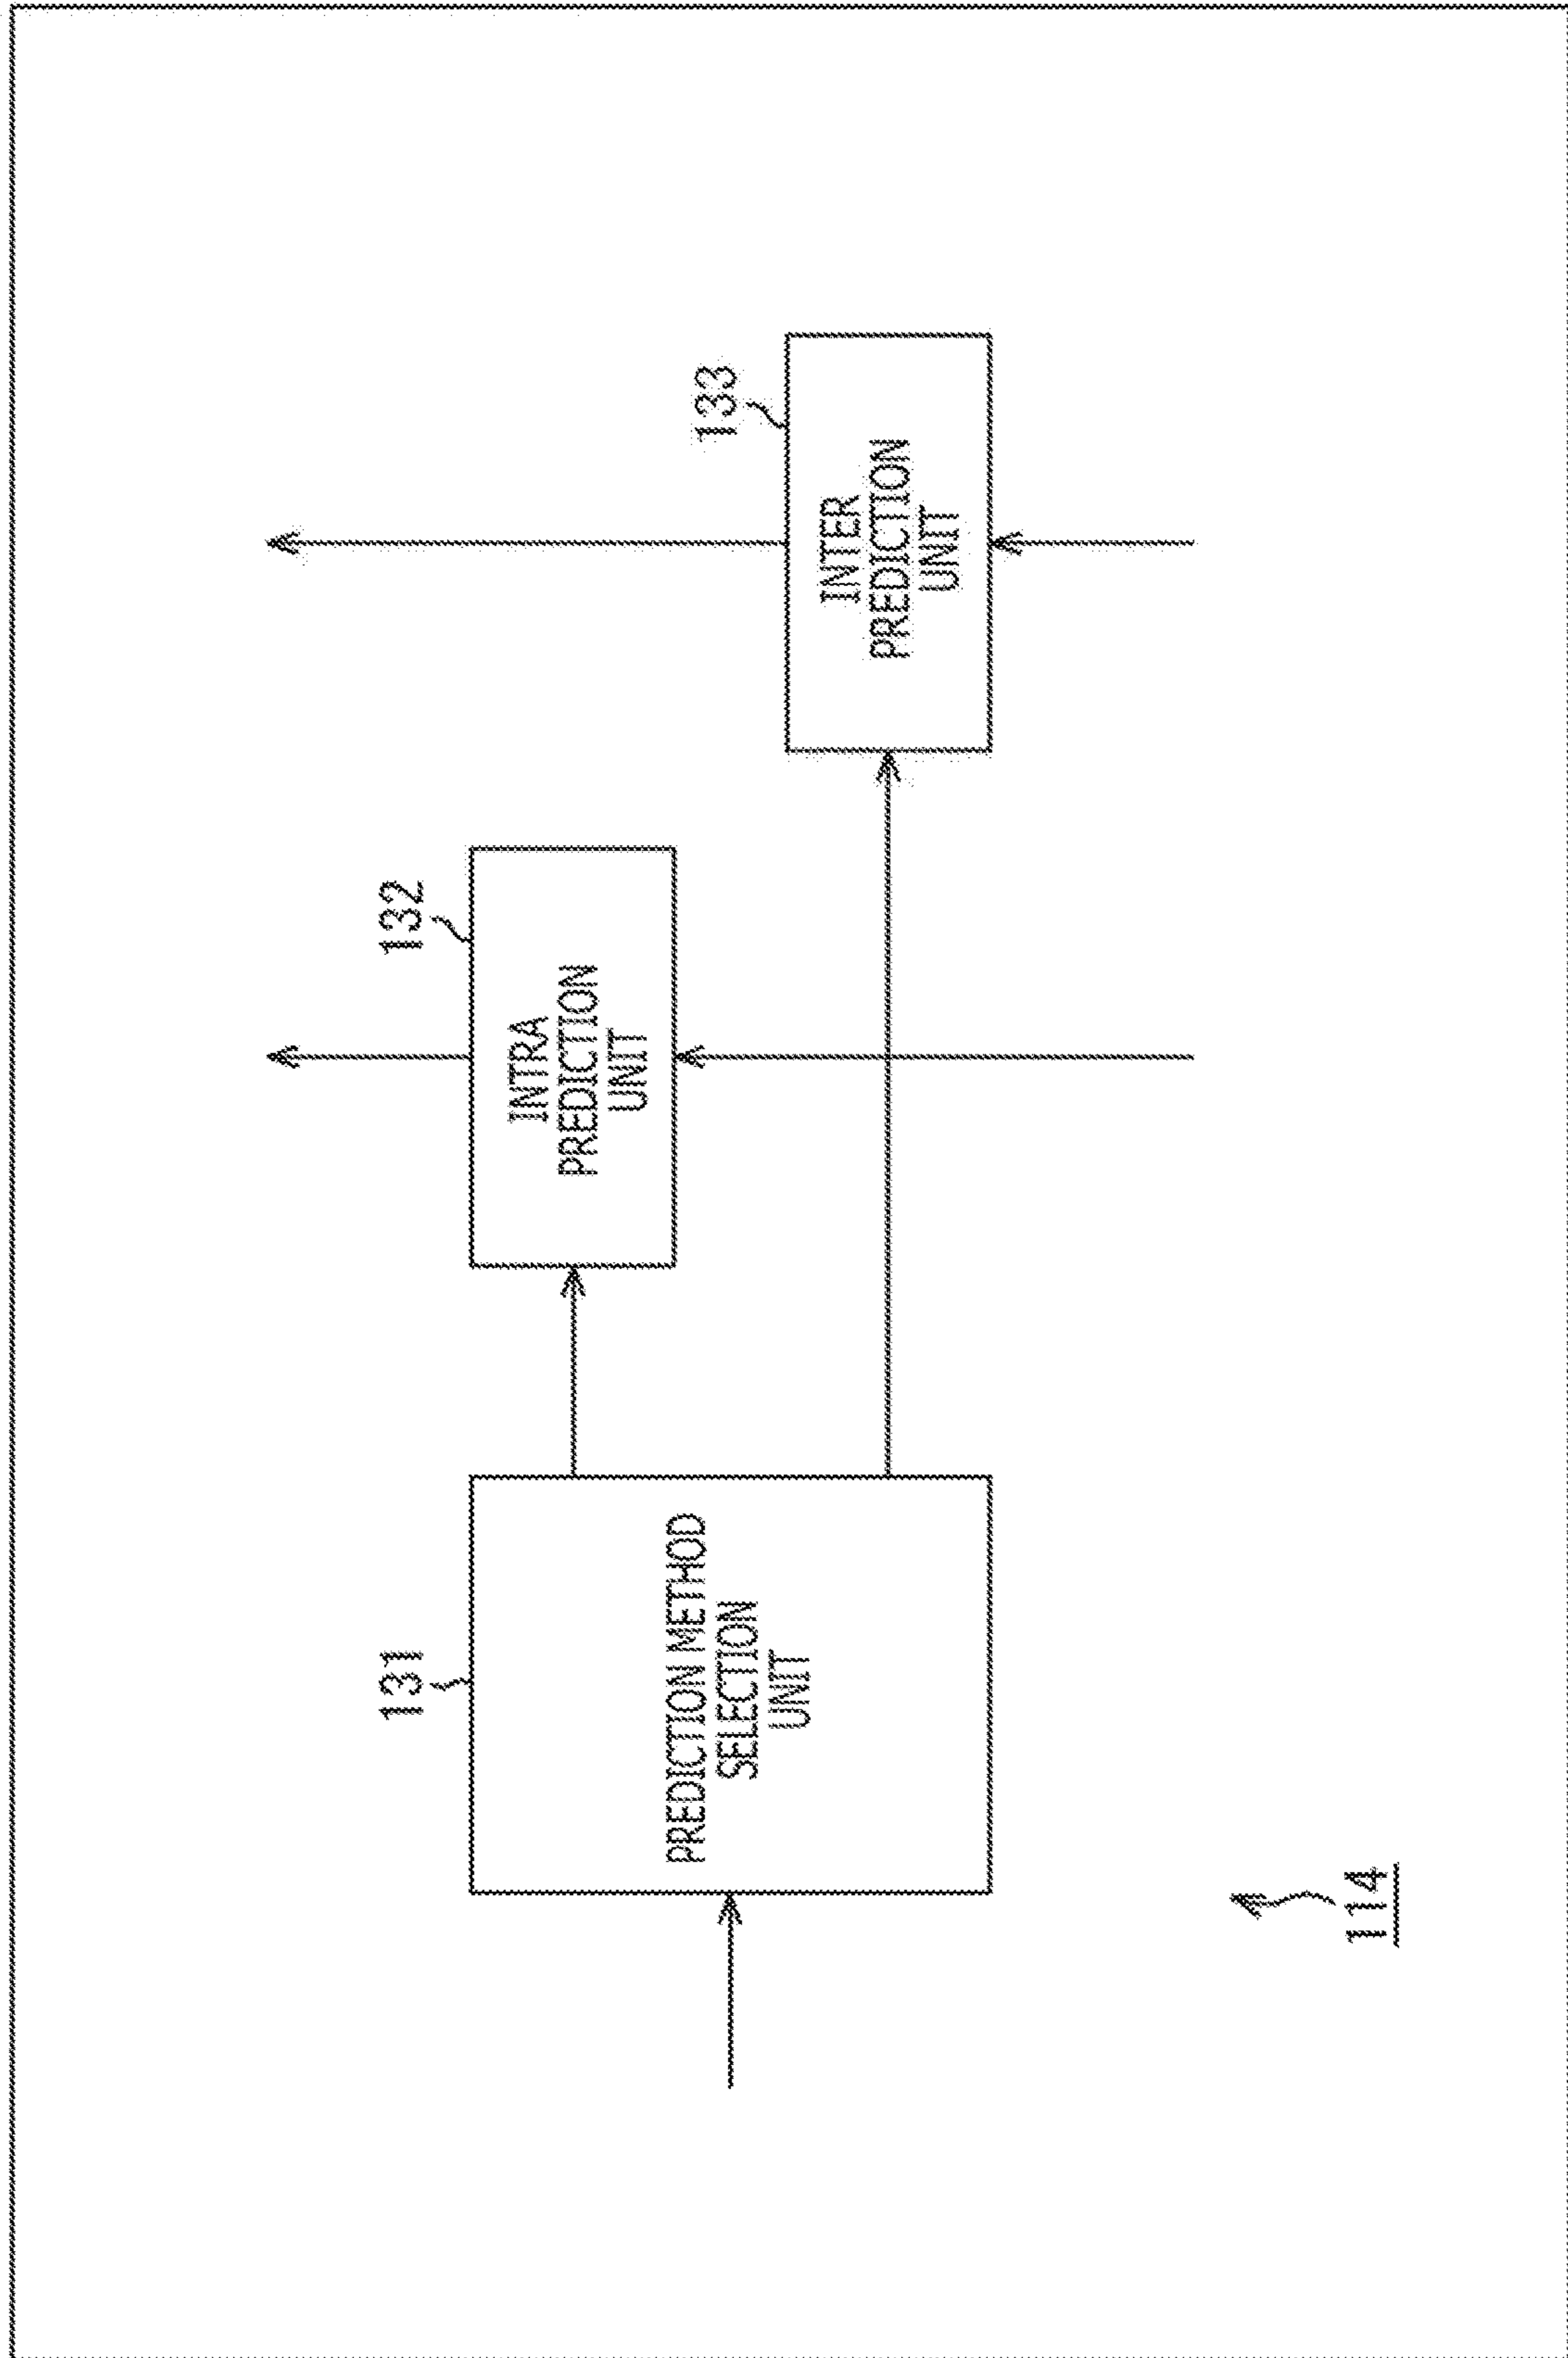 131
PREDICTION METHOD
SELECTION
UNIT
132
INTRA
PREDICTION
UNIT
133
INTER
PREDICTION
UNIT
114